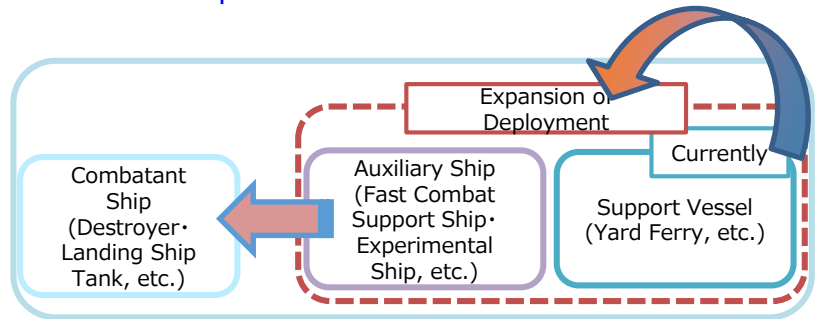 Expansion of
Deployment
Currently
Combatant
Ship
(Destroyer・
Landing Ship
Tank, etc.)
Auxiliary Ship
(Fast Combat
Support Ship・
Experimental
Ship, etc.)
Support Vessel
(Yard Ferry, etc.)